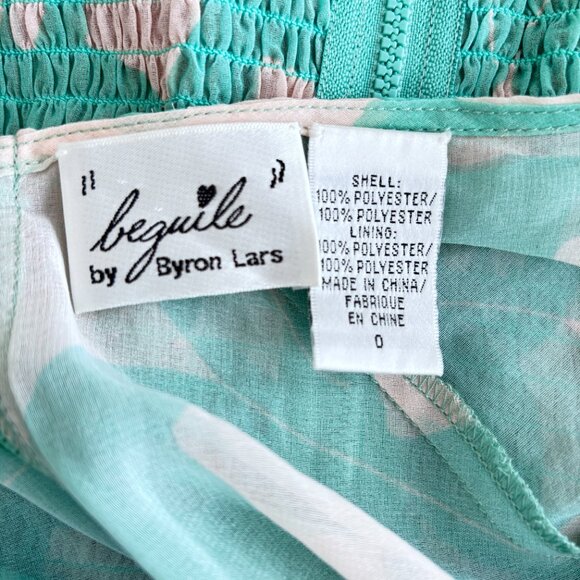 "beguile"
by Byron Lars
SHELL:
100% POLYESTER/
100% POLYESTER
LINING:
100% POLYESTER/
100% POLYESTER
MADE IN CHINA/
FABRIQUE
EN CHINE
0